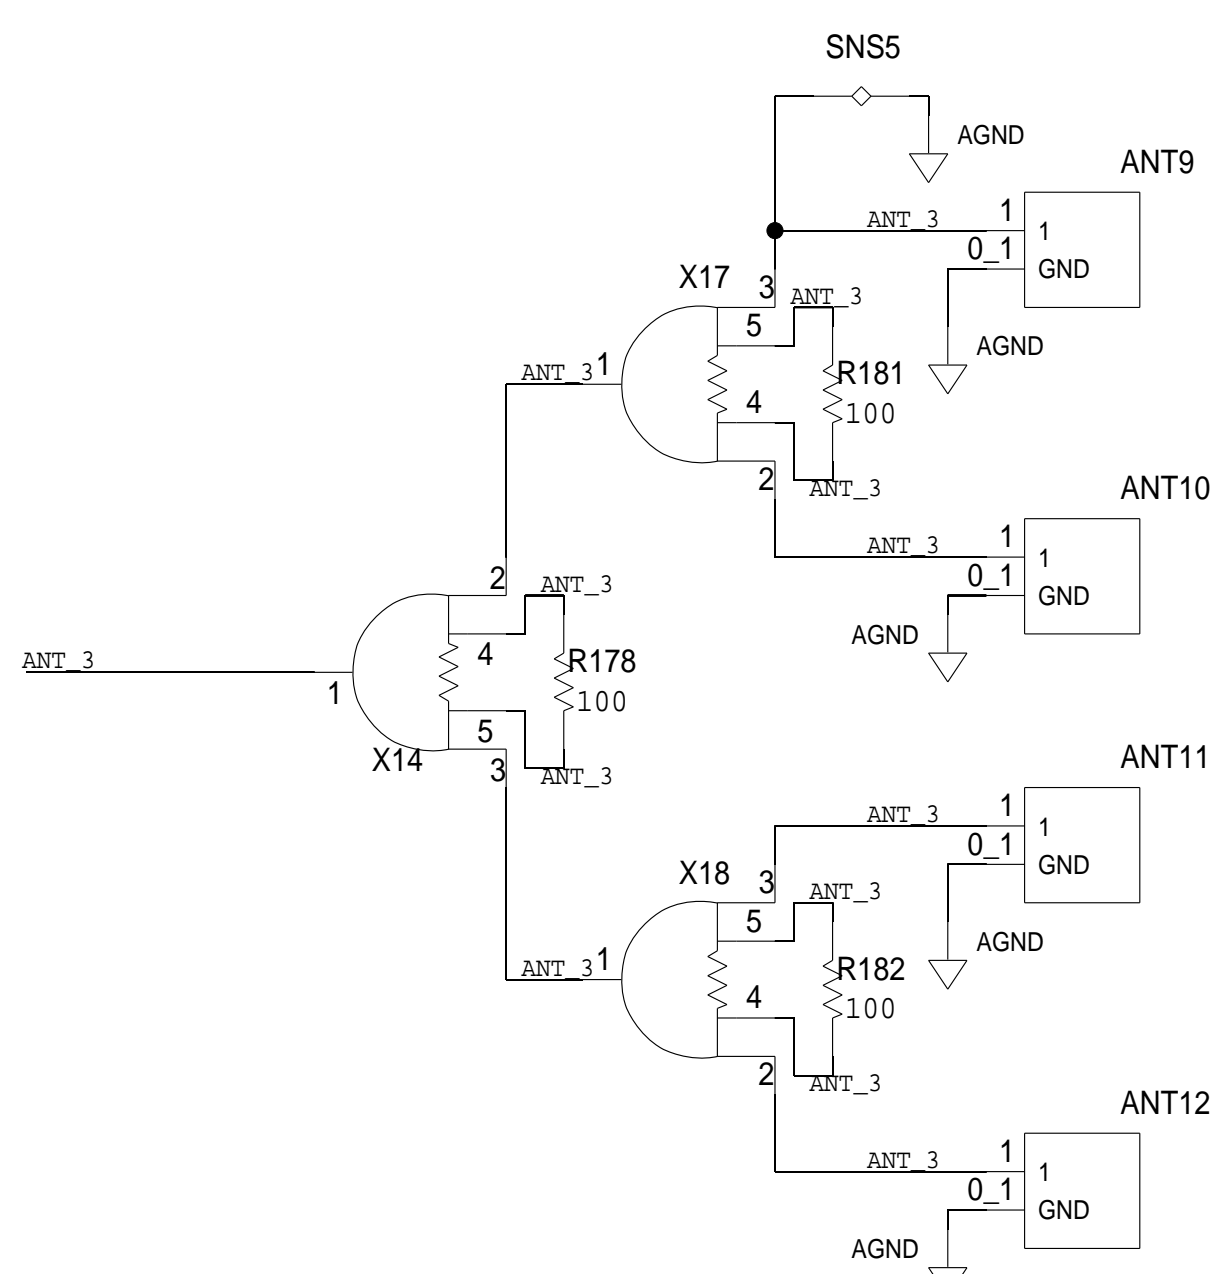 SNS5
AGND
ANT9
ANT_3
1
1
0_1
GND
X17
3
ANT_3
5
AGND
ANT_3
1
R181
4
100
2
ANT_3
ANT10
ANT_3
1
1
0_1
GND
2
ANT_3
AGND
ANT_3
4
R178
1
100
5
X14
3
ANT_3
ANT11
ANT_3
1
1
0_1
GND
X18
3
ANT_3
5
AGND
ANT_3
1
R182
4
100
2
ANT_3
ANT12
ANT_3
1
1
0_1
GND
AGND